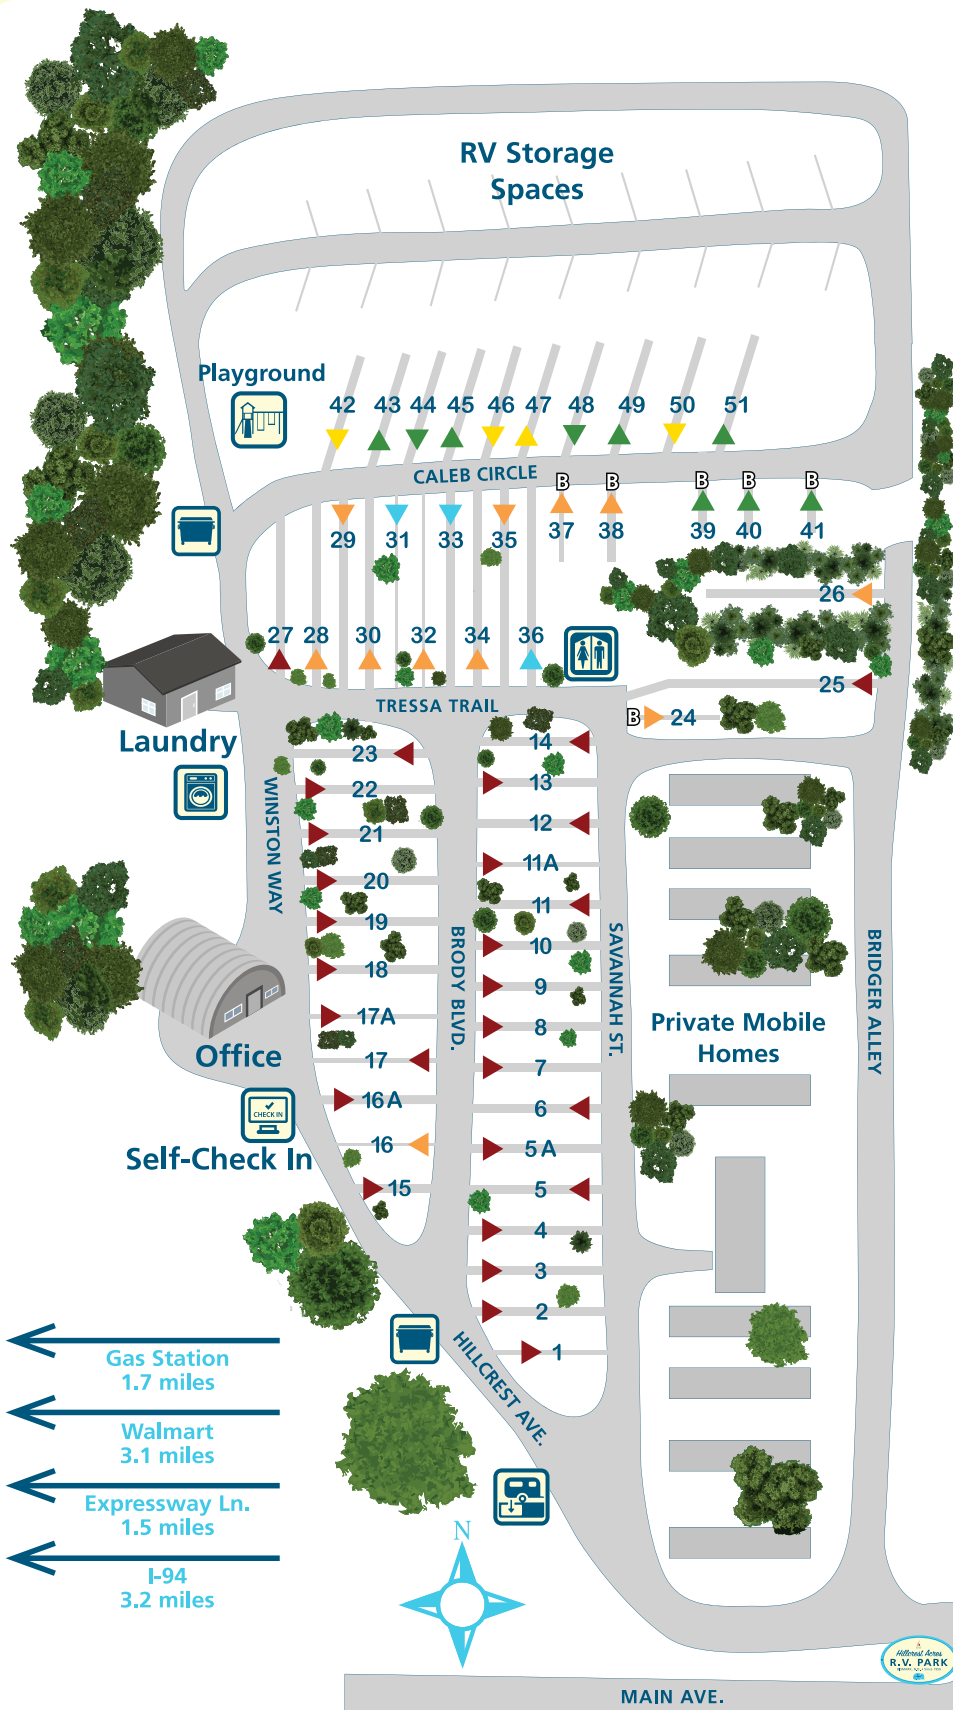 RV Storage
Spaces
Playground
42 43 44 45 46 47 48 49 50 51
CALEB CIRCLE
B B B B B
29 31 33 35 37 38 39 40 41
26
27 28 30 32 34 36
25
TRESSA TRAIL
B 24
Laundry
23 14
22 13
21 12
20 11A
19 11
18 10
17A 9
17 8
16A 7
16 6
15 5A
5
4
3
2
1
WINSTON WAY
BRODY BLVD.
SAVANNAH ST.
BRIDGER ALLEY
Private Mobile
Homes
Office
CHECK IN
Self-Check In
HILLCREST AVE.
Gas Station
1.7 miles
Walmart
3.1 miles
Expressway Ln.
1.5 miles
I-94
3.2 miles
N
Hillcrest Acres
R.V. PARK
MAIN AVE.